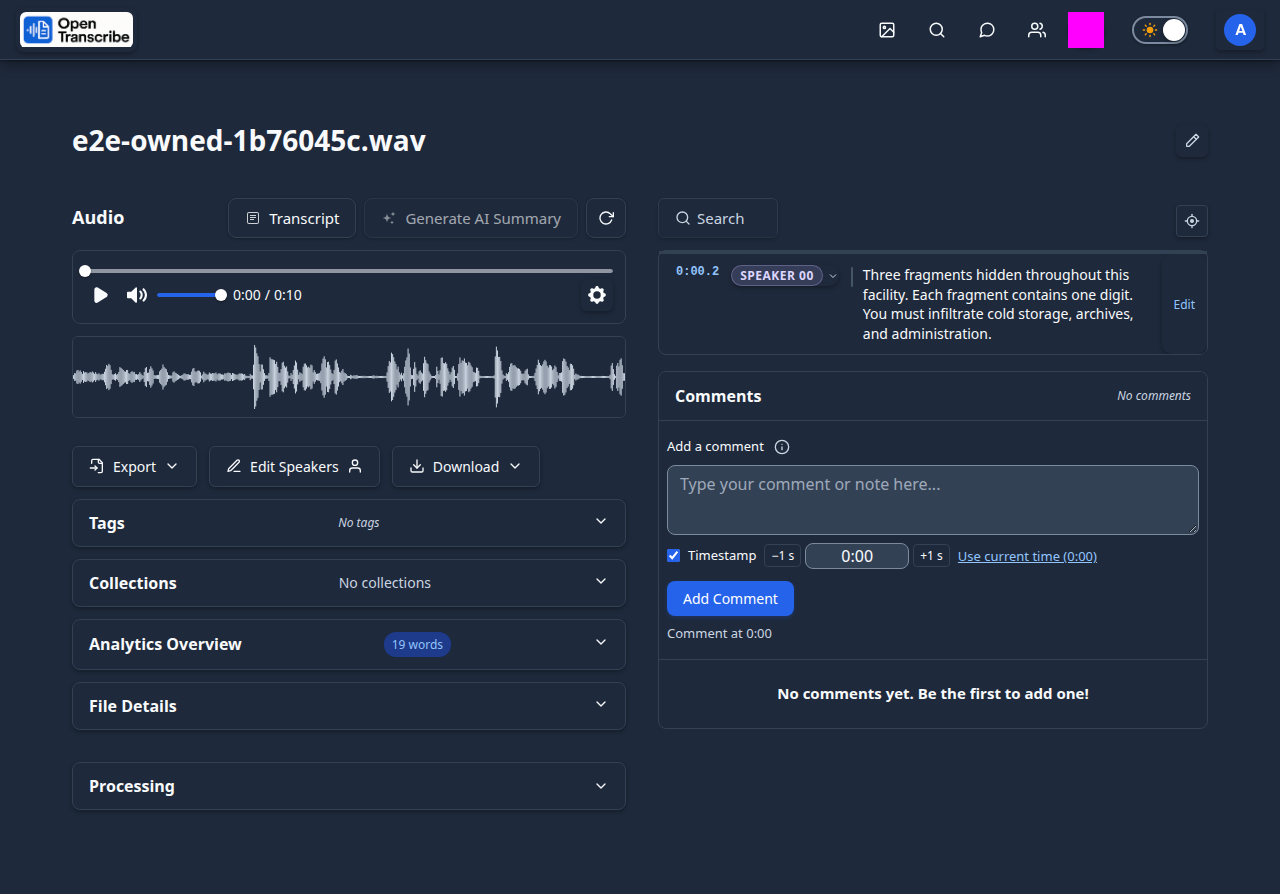 Open
Transcribe
A
e2e-owned-1b76045c.wav
Audio
Transcript
Generate AI Summary
0:00 / 0:10
Export
Edit Speakers
Download
Tags
No tags
Collections
No collections
Analytics Overview
19 words
File Details
Processing
Search
0:00.2
SPEAKER 00
Three fragments hidden throughout this
facility. Each fragment contains one digit.
You must infiltrate cold storage, archives,
and administration.
Edit
Comments
No comments
Add a comment
Type your comment or note here...
Timestamp
−1 s
0:00
+1 s
Use current time (0:00)
Add Comment
Comment at 0:00
No comments yet. Be the first to add one!